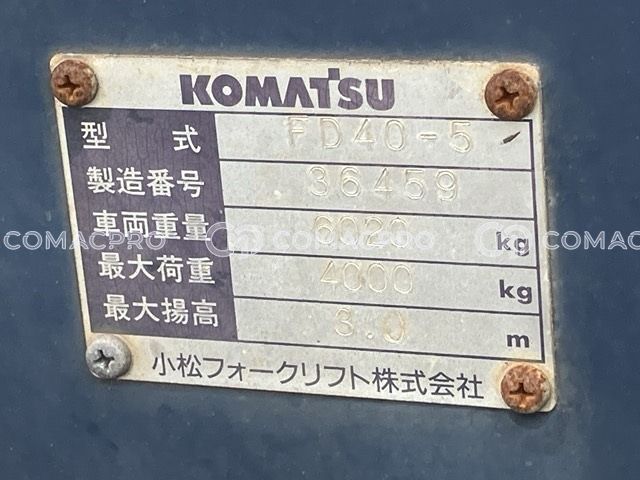 KOMATSU
型式 FD40-5
製造番号 36459
車両重量 6020 kg
最大荷重 4000 kg
最大揚高 3.0 m
小松フォークリフト株式会社
COMACPRO COMACPRO COMACPRO